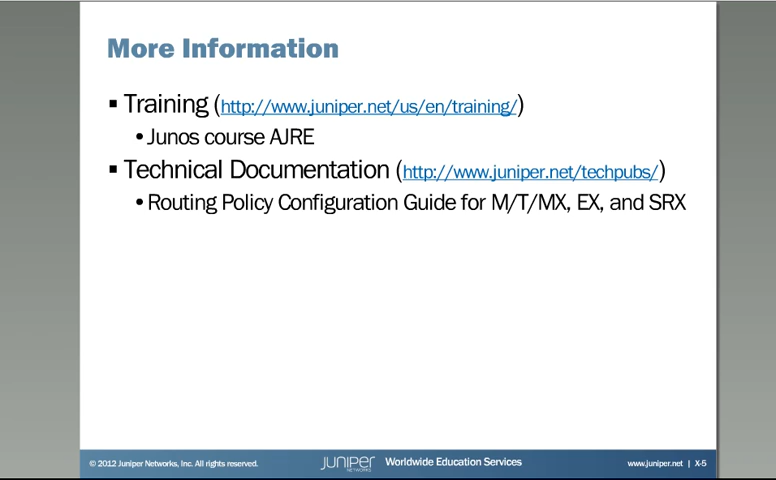 More Information
▪ Training (http://www.juniper.net/us/en/training/)
• Junos course AJRE
▪ Technical Documentation (http://www.juniper.net/techpubs/)
• Routing Policy Configuration Guide for M/T/MX, EX, and SRX
© 2012 Juniper Networks, Inc. All rights reserved. JUNIPER NETWORKS Worldwide Education Services www.juniper.net | X-5